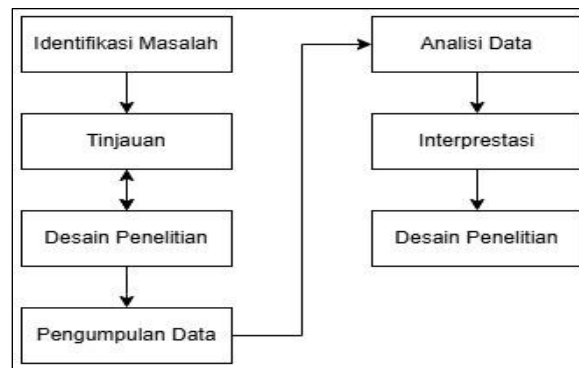 Identifikasi Masalah
Tinjauan
Desain Penelitian
Pengumpulan Data
Analisi Data
Interprestasi
Desain Penelitian